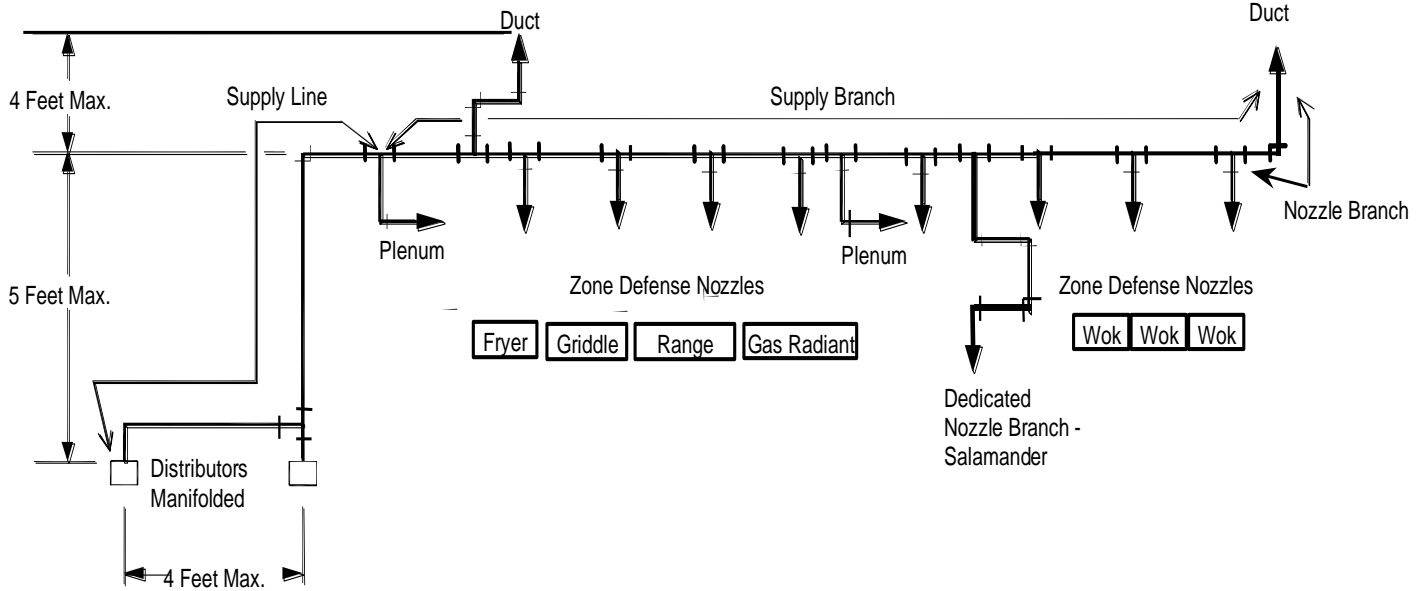 Duct
Duct
4 Feet Max.
Supply Line
Supply Branch
Nozzle Branch
Plenum
Plenum
5 Feet Max.
Zone Defense Nozzles
Zone Defense Nozzles
Fryer
Griddle
Range
Gas Radiant
Wok
Wok
Wok
Dedicated
Nozzle Branch -
Salamander
Distributors
Manifolded
4 Feet Max.